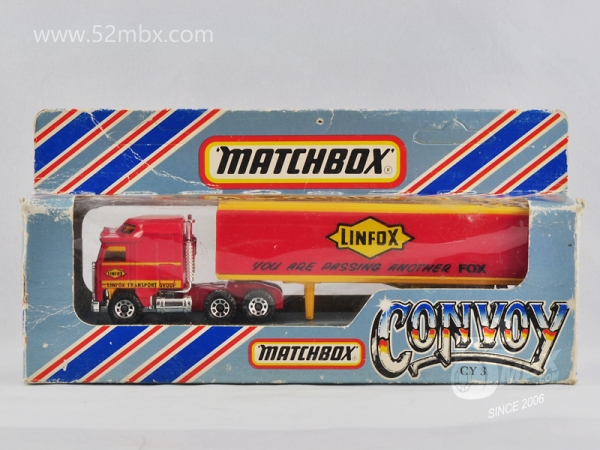 www.52mbx.com
MATCHBOX
LINFOX
YOU ARE PASSING ANOTHER FOX
LINFOX
LINFOX TRANSPORT GROUP
MATCHBOX
CONVOY
CY 3
SINCE 2006